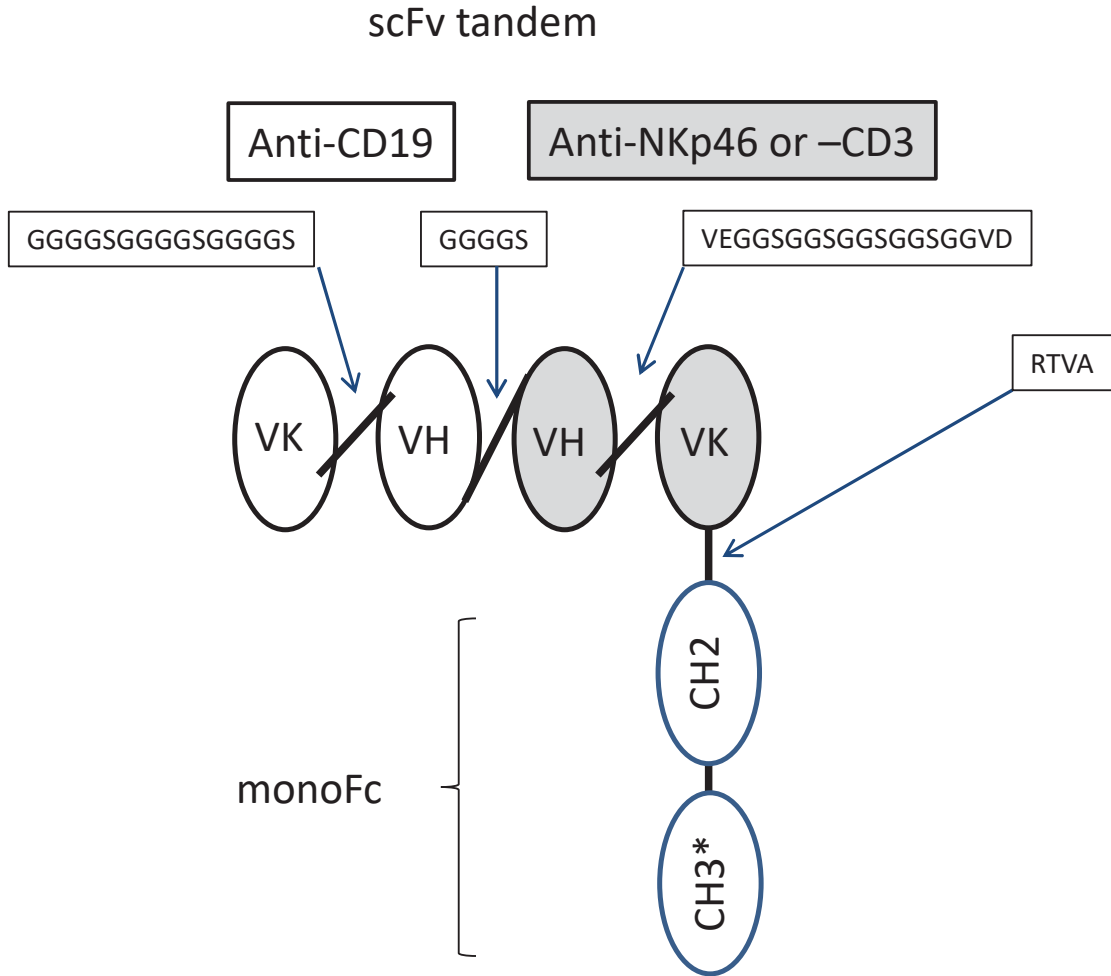 scFv tandem
Anti-CD19
Anti-NKp46 or –CD3
GGGGSGGGGSGGGGS
GGGGS
VEGGSGGSGGSGGSGGVD
RTVA
VK
VH
VH
VK
CH2
monoFc
CH3*